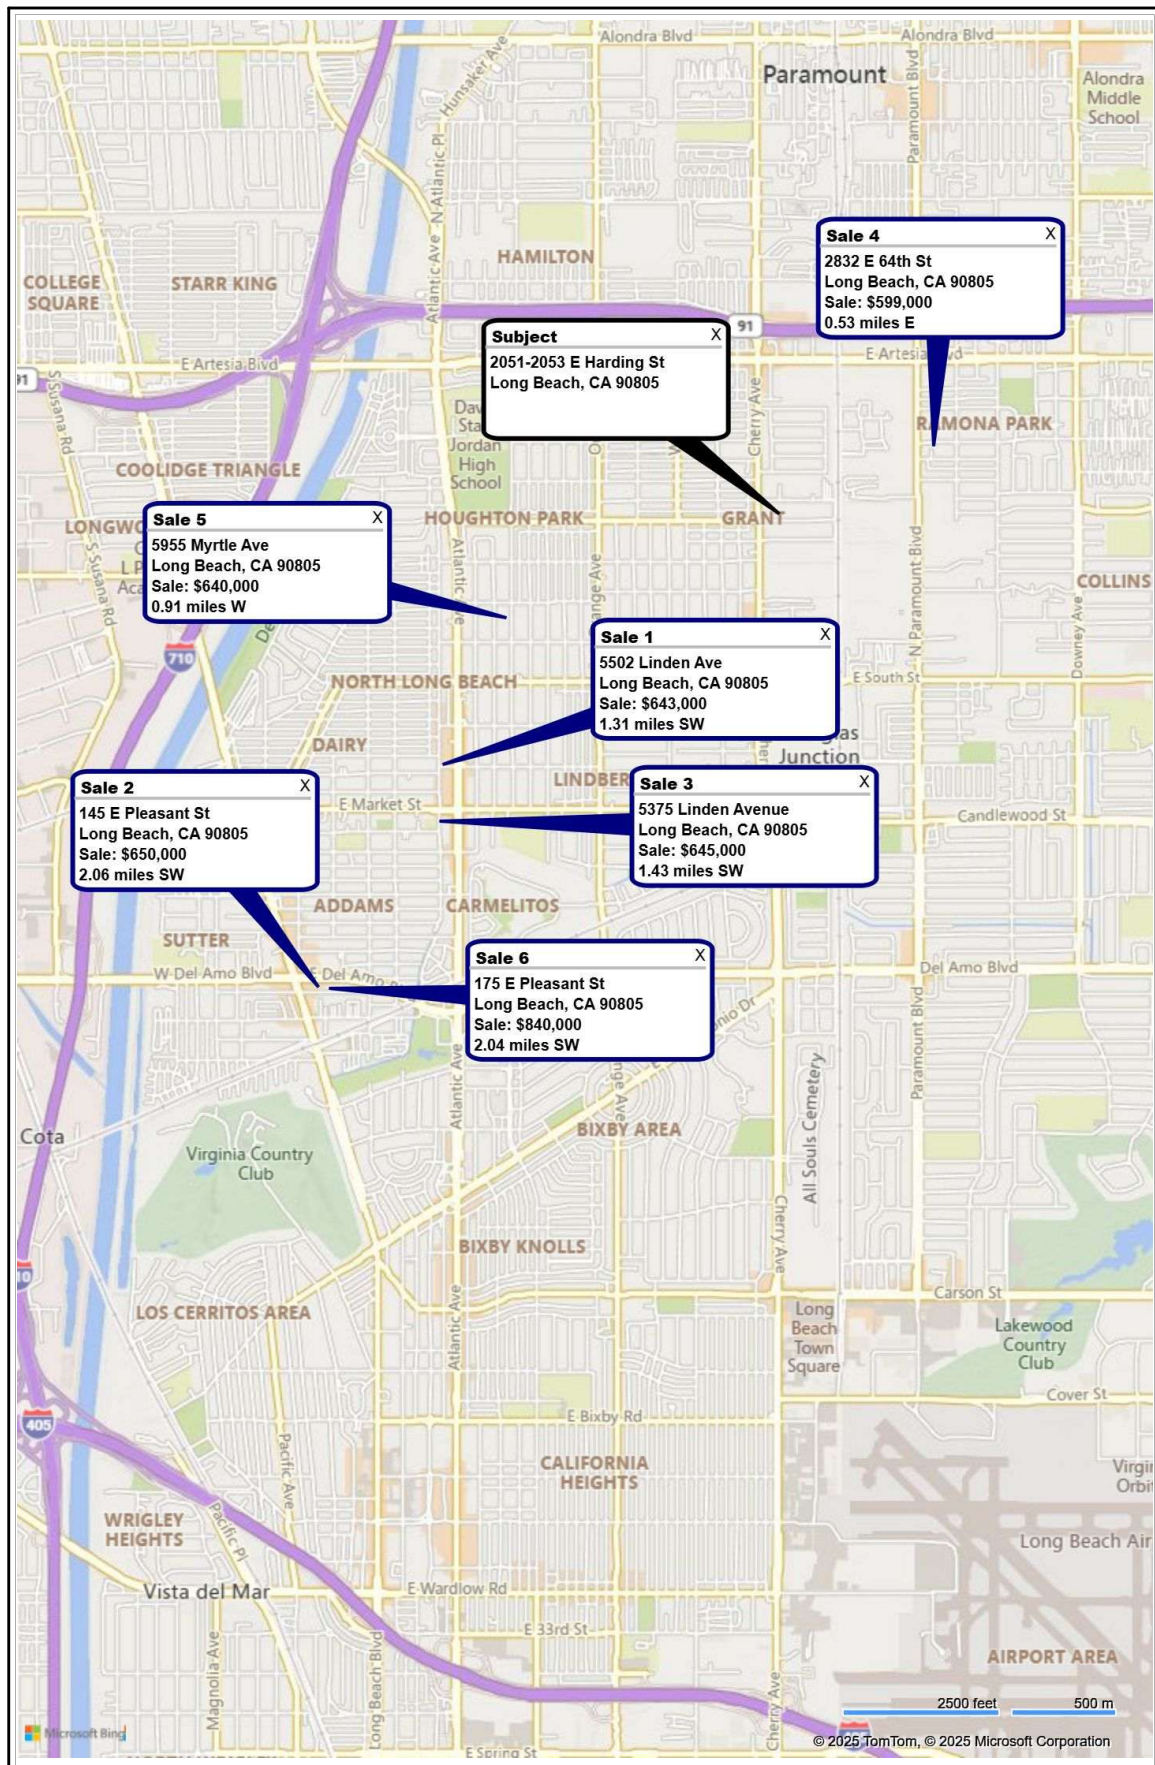 Alondra Blvd
Alondra Blvd
Hunsaker Ave
Paramount
Paramount Blvd
Alondra
Middle
School
N Atlantic Pl
Atlantic Ave
HAMILTON
COLLEGE
SQUARE
STARR KING
Sale 4
X
2832 E 64th St
Long Beach, CA 90805
Sale: $599,000
0.53 miles E
91
Subject
X
2051-2053 E Harding St
Long Beach, CA 90805
E Artesia Blvd
E Artesia Blvd
91
S Susana Rd
Cherry Ave
RAMONA PARK
Jordan
High
School
COOLIDGE TRIANGLE
HOUGHTON PARK
GRANT
Sale 5
X
5955 Myrtle Ave
Long Beach, CA 90805
Sale: $640,000
0.91 miles W
S Susana Rd
Atlantic Ave
N Paramount Blvd
COLLINS
Downey Ave
710
Sale 1
X
5502 Linden Ave
Long Beach, CA 90805
Sale: $643,000
1.31 miles SW
NORTH LONG BEACH
E South St
DAIRY
Junction
Sale 2
X
145 E Pleasant St
Long Beach, CA 90805
Sale: $650,000
2.06 miles SW
Sale 3
X
5375 Linden Avenue
Long Beach, CA 90805
Sale: $645,000
1.43 miles SW
LINDBER
E Market St
Candlewood St
ADDAMS
CARMELITOS
SUTTER
W Del Amo Blvd
E Del Amo
Del Amo Blvd
Sale 6
X
175 E Pleasant St
Long Beach, CA 90805
Sale: $840,000
2.04 miles SW
Atlantic Ave
Paramount Blvd
All Souls Cemetery
Cota
Virginia Country
Club
BIXBY AREA
Cherry Ave
BIXBY KNOLLS
LOS CERRITOS AREA
Atlantic Ave
Carson St
Long
Beach
Town
Square
Lakewood
Country
Club
Cover St
405
E Bixby Rd
Pacific Ave
CALIFORNIA
HEIGHTS
WRIGLEY
HEIGHTS
Pacific Pl
Long Beach Air
Vista del Mar
E Wardlow Rd
E 33rd St
Magnolia Ave
Long Beach Blvd
Cherry Ave
AIRPORT AREA
2500 feet
500 m
Microsoft Bing
© 2025 TomTom, © 2025 Microsoft Corporation
E Spring St